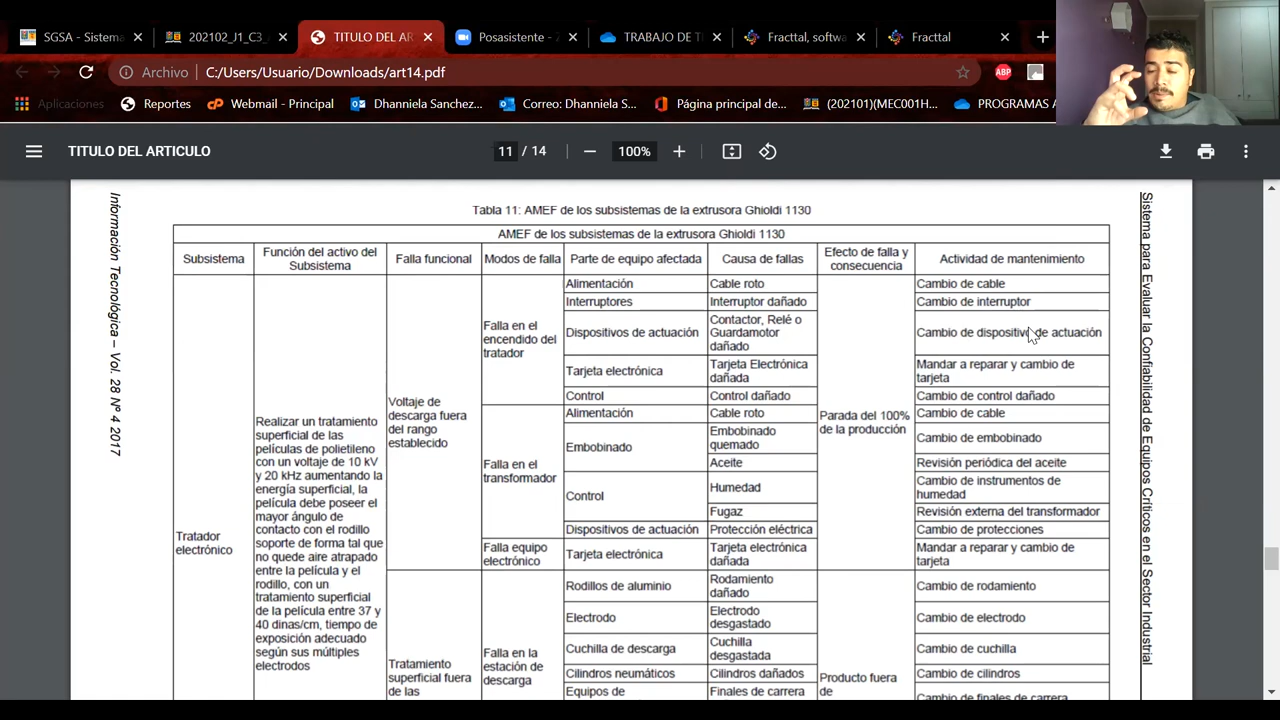 SGSA - Sistema
202102_J1_C3_
TITULO DEL AR
Posasistente -
TRABAJO DE T
Fracttal, softwa
Fracttal
Archivo
C:/Users/Usuario/Downloads/art14.pdf
ABP
Aplicaciones
Reportes
Webmail - Principal
Dhanniela Sanchez...
Correo: Dhanniela S...
Página principal de...
(202101)(MEC001H...
PROGRAMAS A
TITULO DEL ARTICULO
11 / 14
100%
Información Tecnológica – Vol. 28 Nº 4 2017
Sistema para Evaluar la Confiabilidad de Equipos Críticos en el Sector Industrial
Tabla 11: AMEF de los subsistemas de la extrusora Ghioldi 1130
AMEF de los subsistemas de la extrusora Ghioldi 1130
Subsistema
Función del activo del
Subsistema
Falla funcional
Modos de falla
Parte de equipo afectada
Causa de fallas
Efecto de falla y
consecuencia
Actividad de mantenimiento
Tratador
electrónico
Realizar un tratamiento
superficial de las
películas de polietileno
con un voltaje de 10 kV
y 20 kHz aumentando la
energía superficial, la
película debe poseer el
mayor ángulo de
contacto con el rodillo
soporte de forma tal que
no quede aire atrapado
entre la película y el
rodillo, con un
tratamiento superficial
de la película entre 37 y
40 dinas/cm, tiempo de
exposición adecuado
según sus múltiples
electrodos
Voltaje de
descarga fuera
del rango
establecido
Falla en el
encendido del
tratador
Alimentación
Cable roto
Parada del 100%
de la producción
Cambio de cable
Interruptores
Interruptor dañado
Cambio de interruptor
Dispositivos de actuación
Contactor, Relé o
Guardamotor
dañado
Cambio de dispositivo de actuación
Tarjeta electrónica
Tarjeta Electrónica
dañada
Mandar a reparar y cambio de
tarjeta
Control
Control dañado
Cambio de control dañado
Falla en el
transformador
Alimentación
Cable roto
Cambio de cable
Embobinado
Embobinado
quemado
Cambio de embobinado
Aceite
Revisión periódica del aceite
Control
Humedad
Cambio de instrumentos de
humedad
Fugaz
Revisión externa del transformador
Dispositivos de actuación
Protección eléctrica
Cambio de protecciones
Falla equipo
electrónico
Tarjeta electrónica
Tarjeta electrónica
dañada
Mandar a reparar y cambio de
tarjeta
Tratamiento
superficial fuera
de las
Falla en la
estación de
descarga
Rodillos de aluminio
Rodamiento
dañado
Producto fuera
de
Cambio de rodamiento
Electrodo
Electrodo
desgastado
Cambio de electrodo
Cuchilla de descarga
Cuchilla
desgastada
Cambio de cuchilla
Cilindros neumáticos
Cilindros dañados
Cambio de cilindros
Equipos de
Finales de carrera
Cambio de finales de carrera